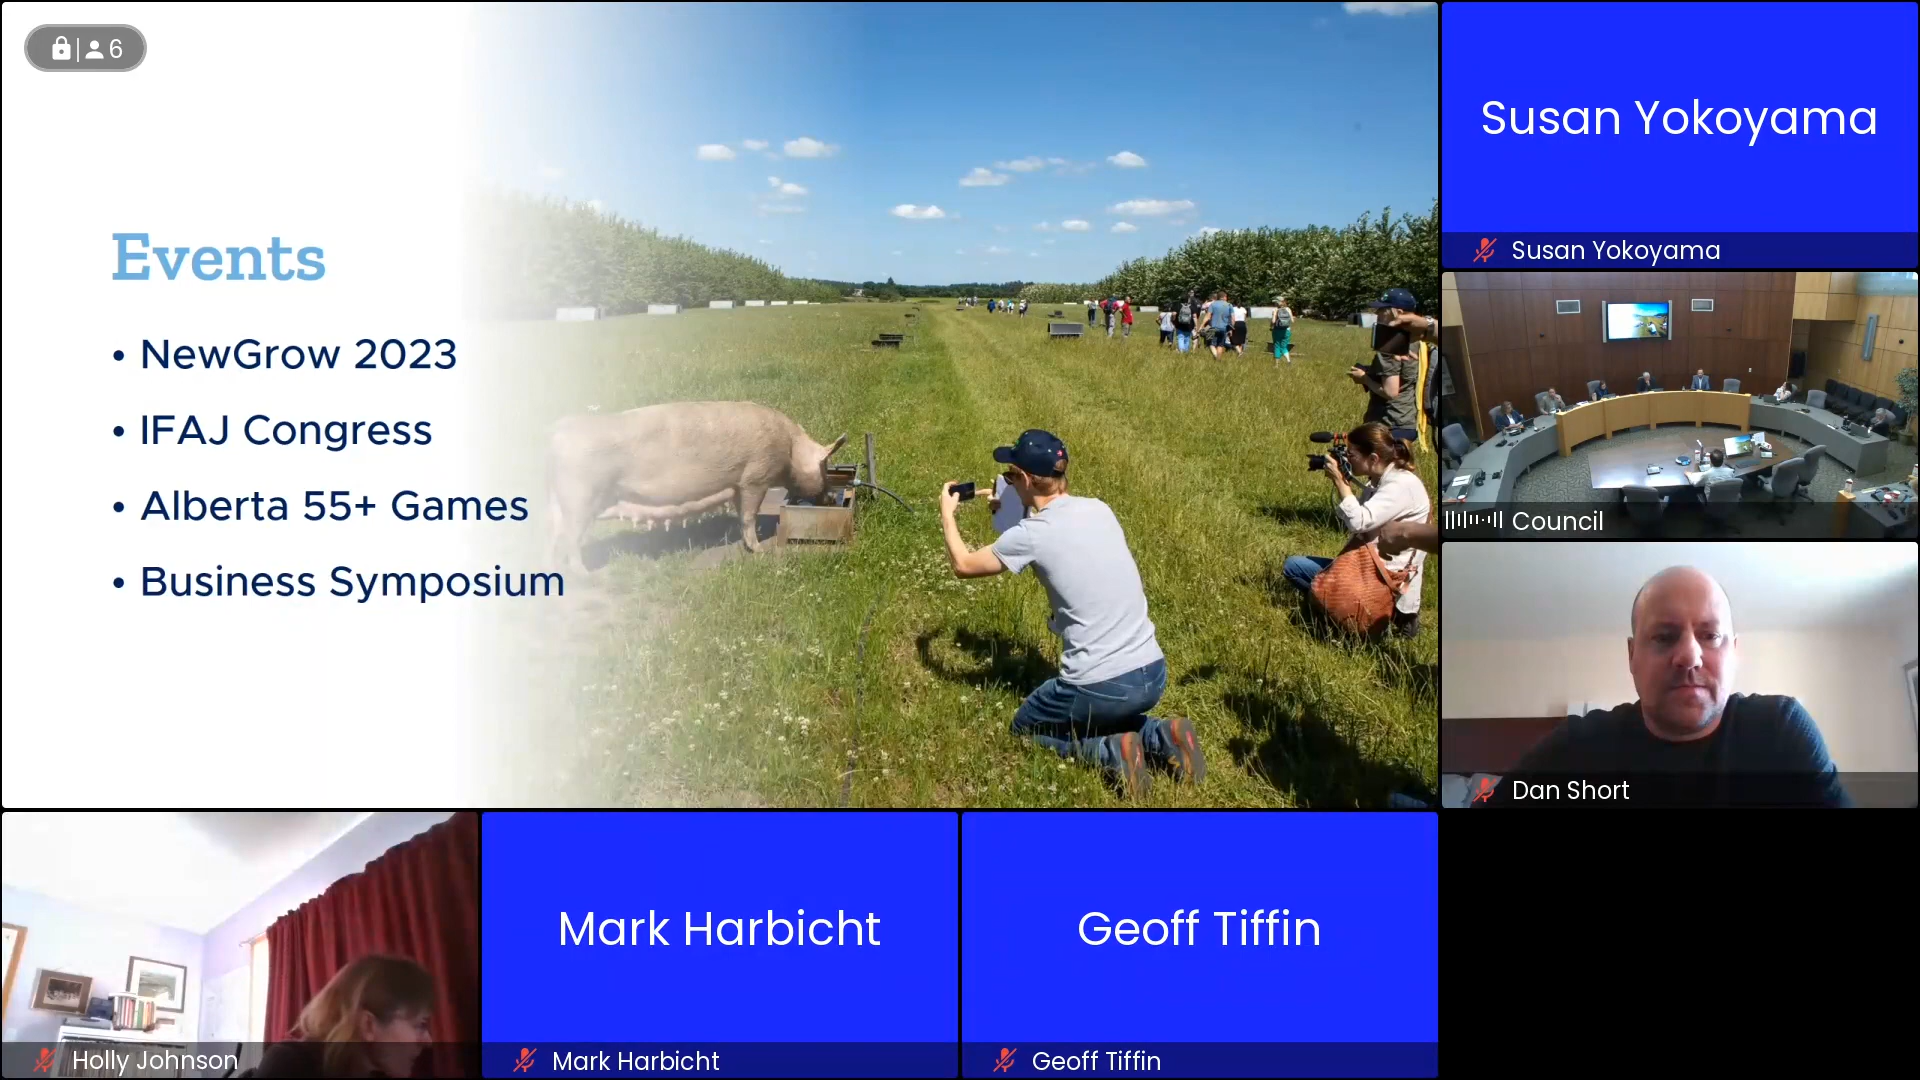 6
Events
• NewGrow 2023
• IFAJ Congress
• Alberta 55+ Games
• Business Symposium
Susan Yokoyama
Susan Yokoyama
Council
Dan Short
Holly Johnson
Mark Harbicht
Mark Harbicht
Geoff Tiffin
Geoff Tiffin